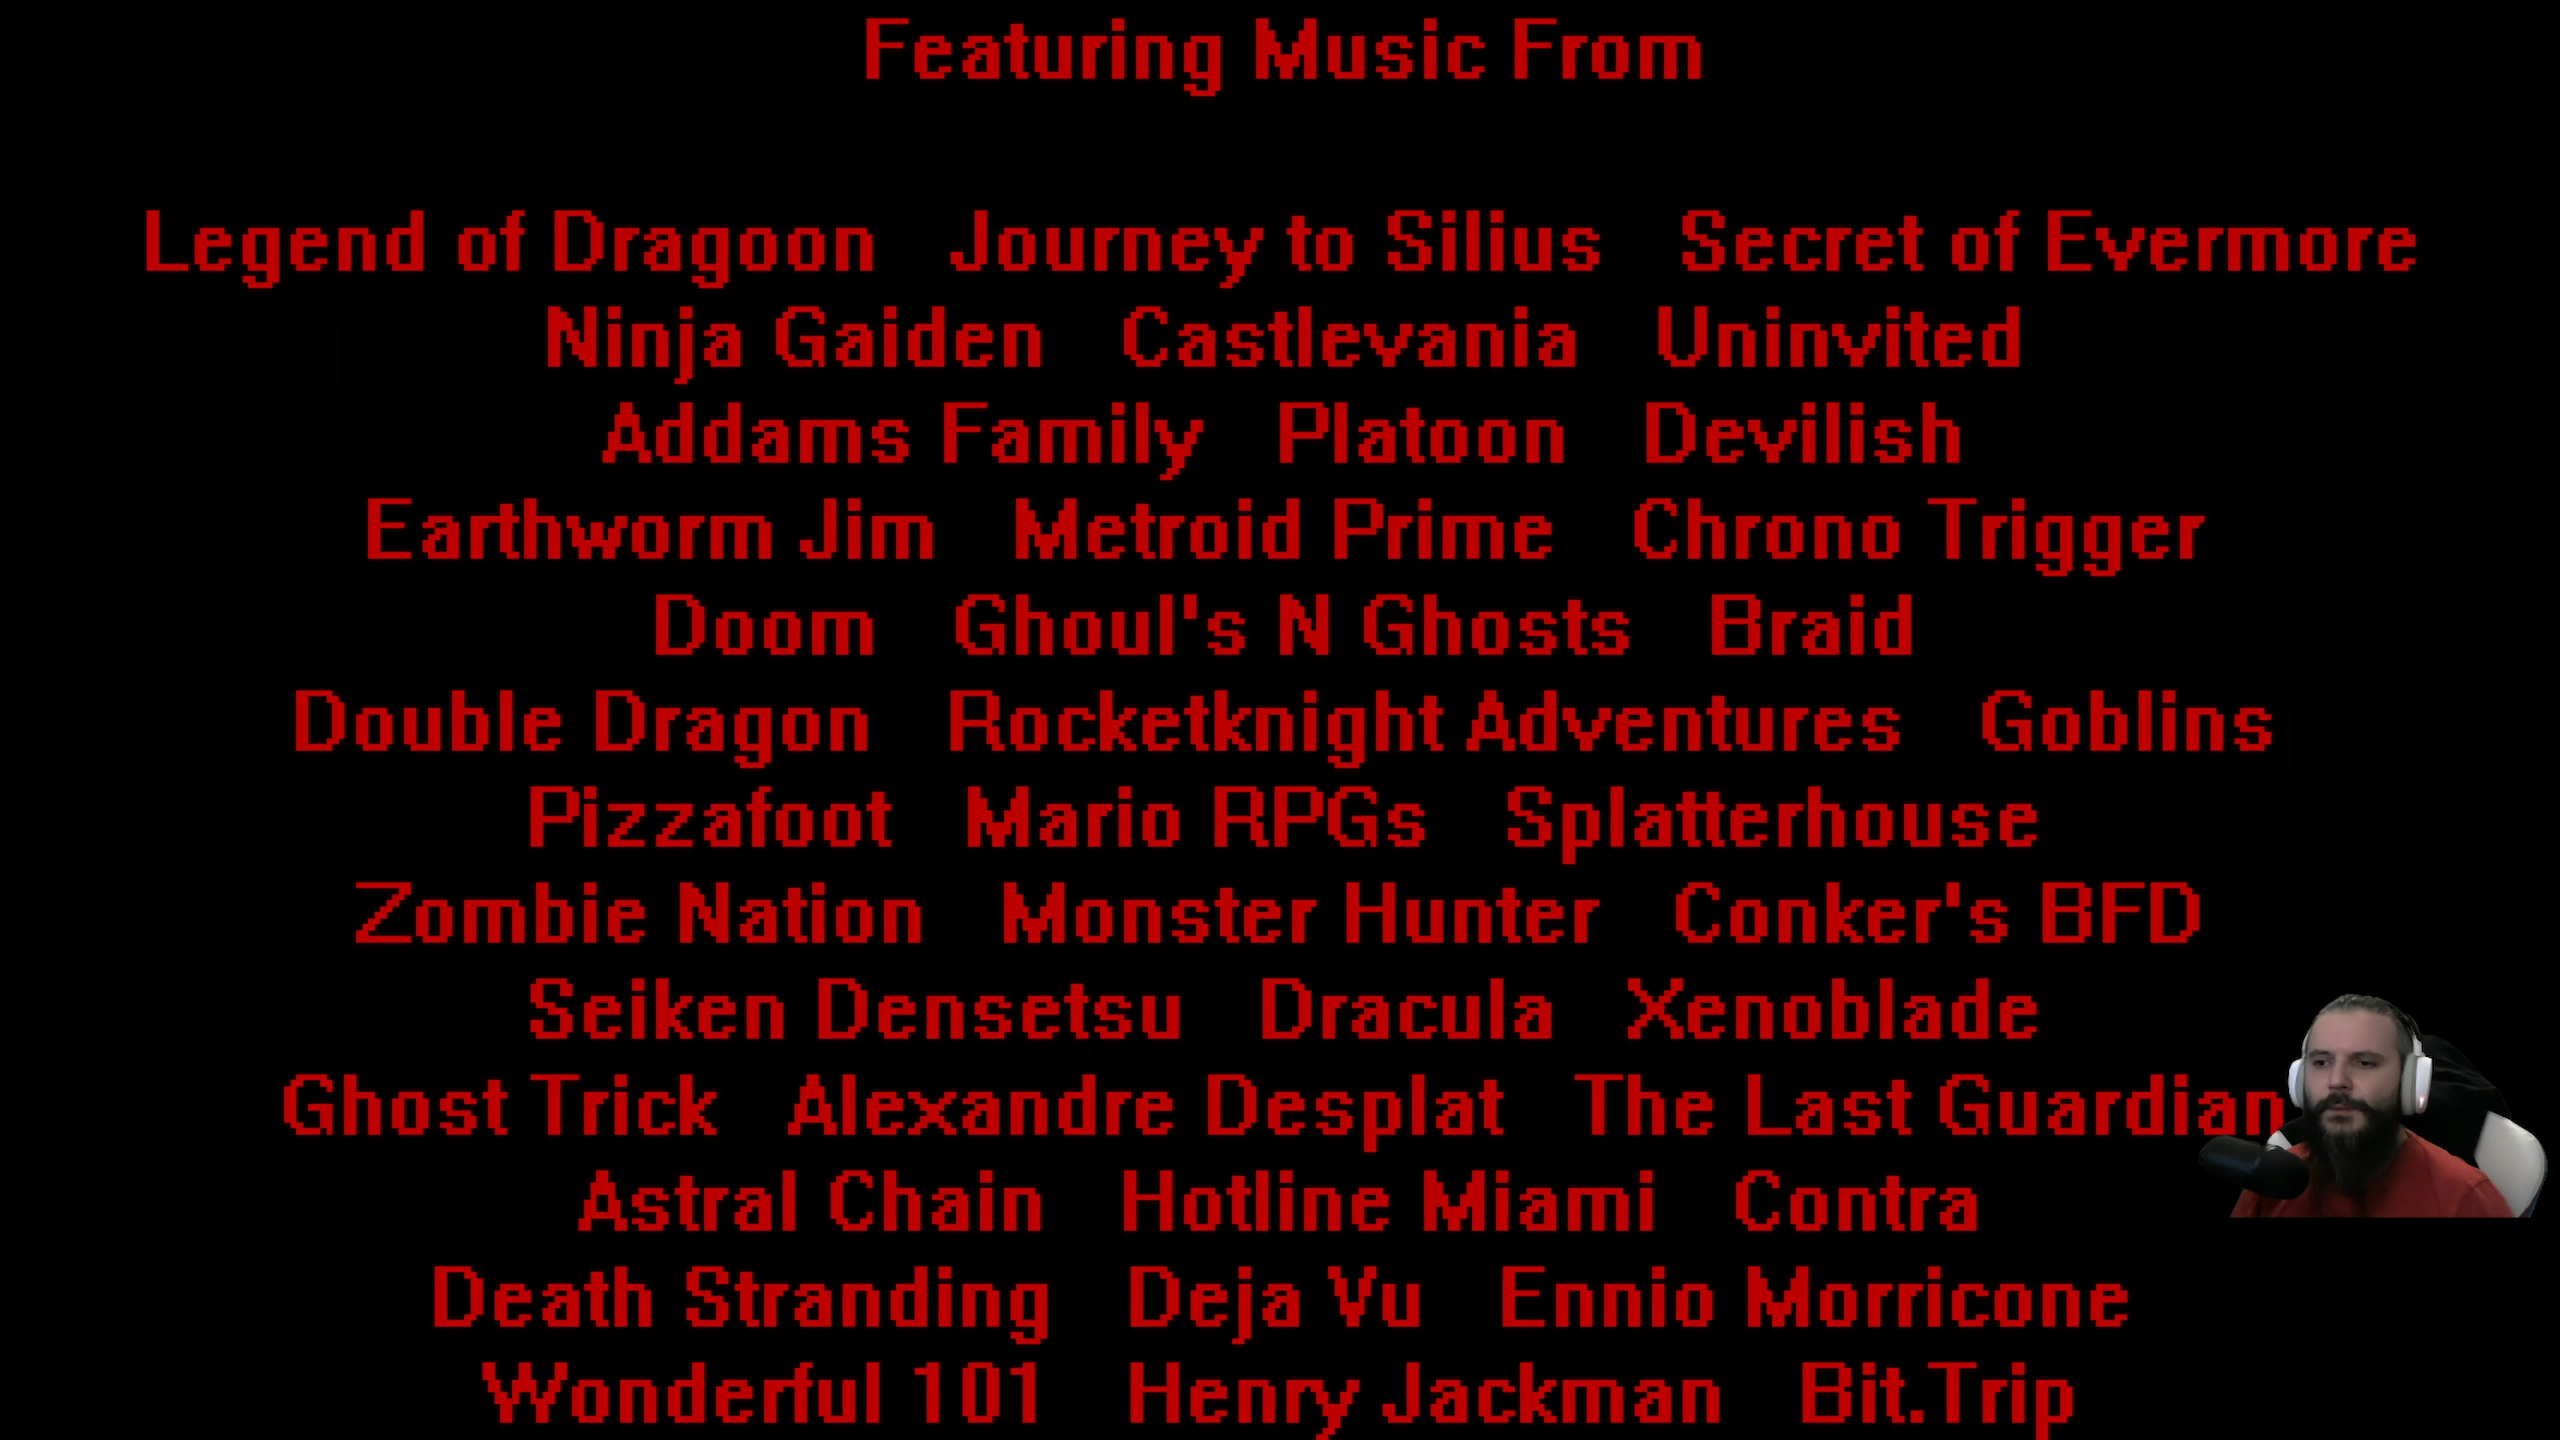 Featuring Music From
Legend of Dragoon Journey to Silius Secret of Evermore
Ninja Gaiden Castlevania Uninvited
Addams Family Platoon Devilish
Earthworm Jim Metroid Prime Chrono Trigger
Doom Ghoul's N Ghosts Braid
Double Dragon Rocketknight Adventures Goblins
Pizzafoot Mario RPGs Splatterhouse
Zombie Nation Monster Hunter Conker's BFD
Seiken Densetsu Dracula Xenoblade
Ghost Trick Alexandre Desplat The Last Guardian
Astral Chain Hotline Miami Contra
Death Stranding Deja Vu Ennio Morricone
Wonderful 101 Henry Jackman Bit.Trip